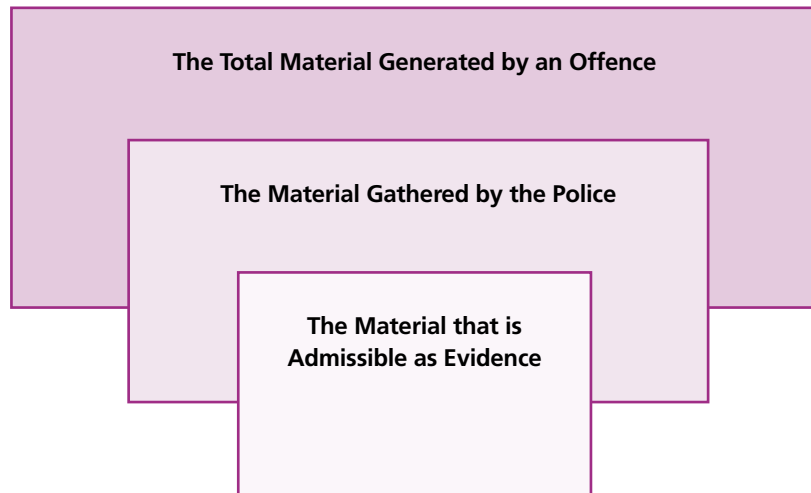 The Total Material Generated by an Offence
The Material Gathered by the Police
The Material that is
Admissible as Evidence